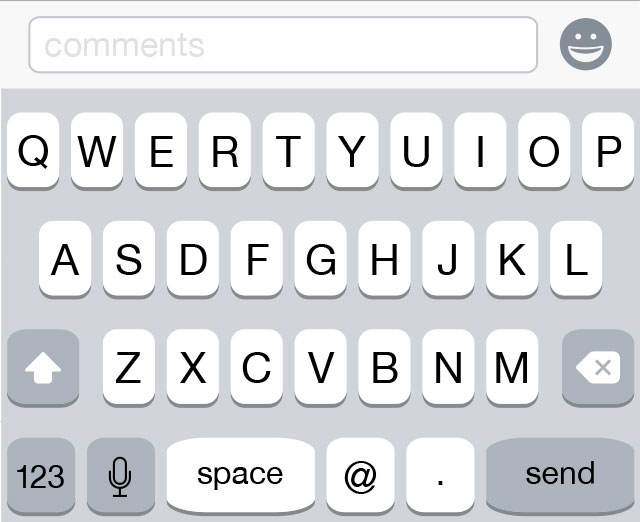 comments
Q W E R T Y U I O P
A S D F G H J K L
Z X C V B N M
123 space @ . send